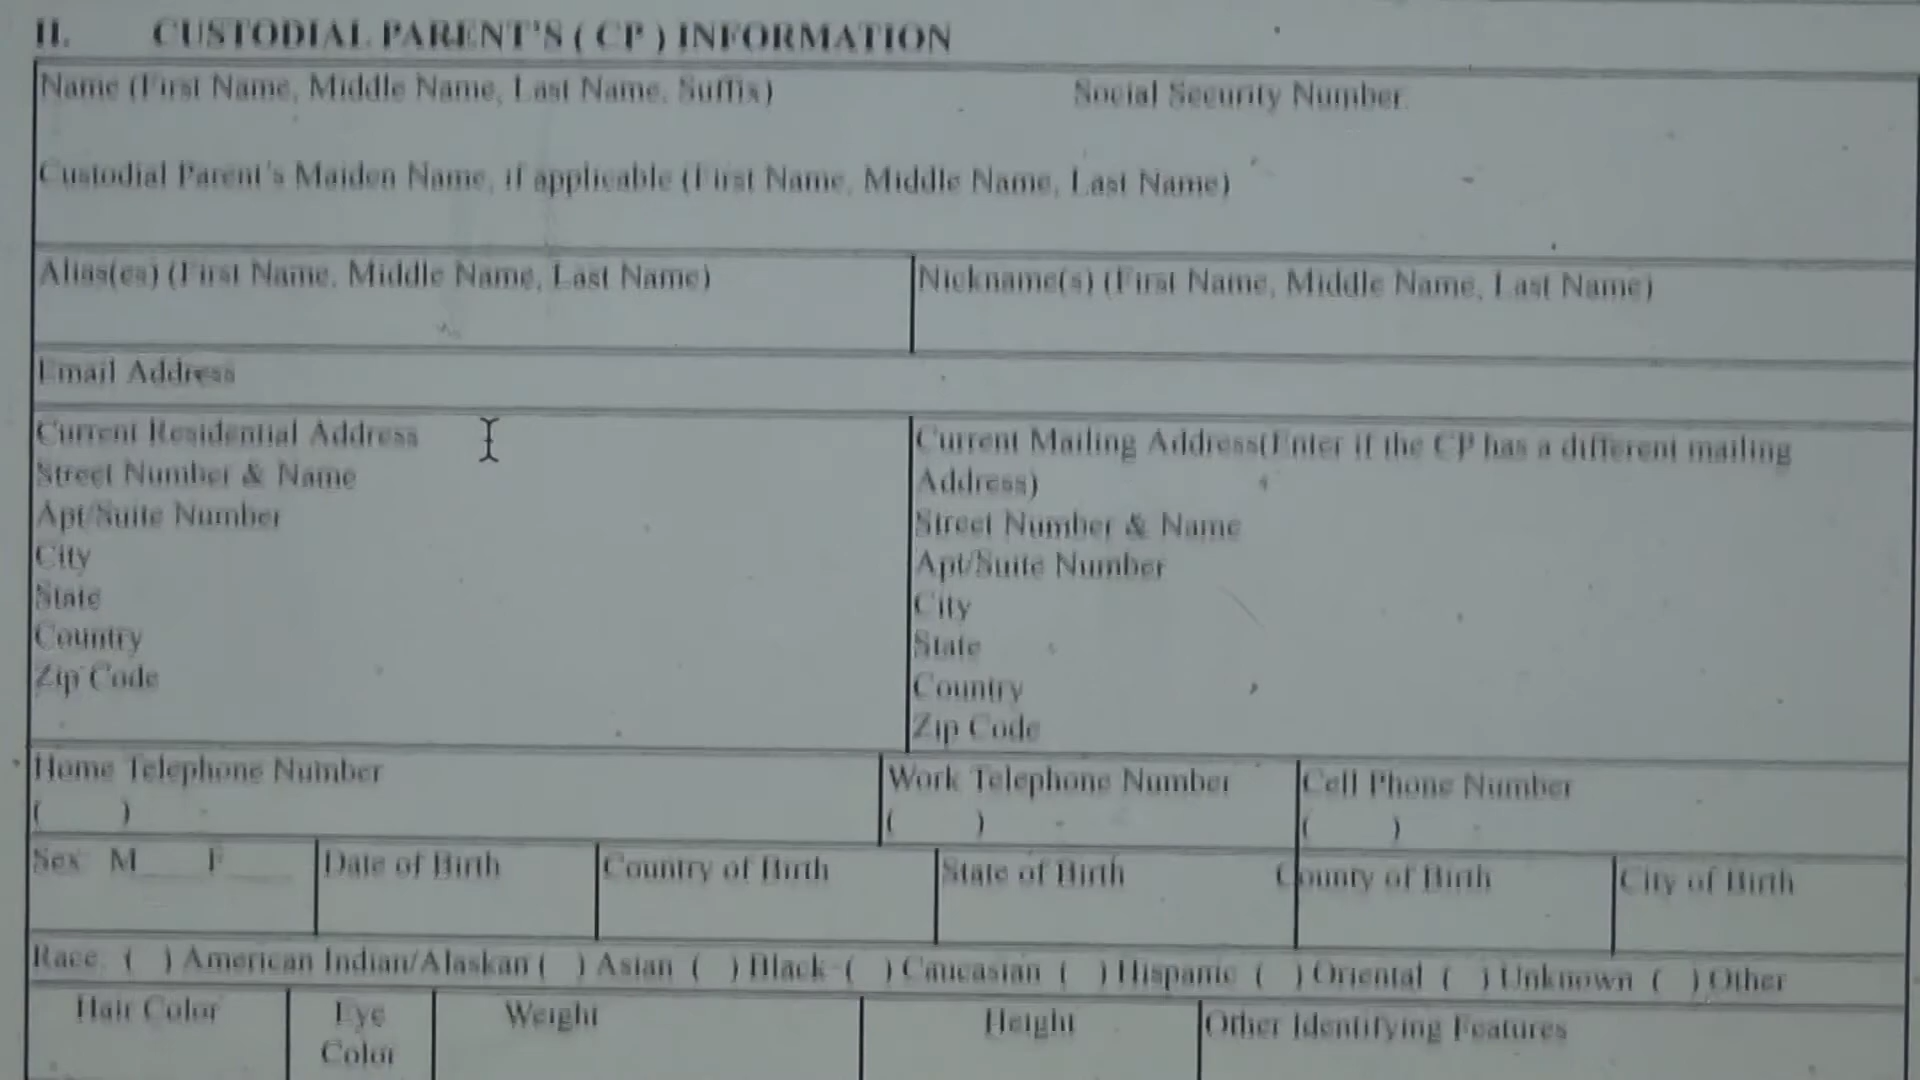 II. CUSTODIAL PARENT'S ( CP ) INFORMATION
Name (First Name, Middle Name, Last Name, Suffix) Social Security Number
Custodial Parent's Maiden Name, if applicable (First Name, Middle Name, Last Name)
Alias(es) (First Name, Middle Name, Last Name) Nickname(s) (First Name, Middle Name, Last Name)
Email Address
Current Residential Address
Street Number & Name
Apt/Suite Number
City
State
Country
Zip Code
Current Mailing Address(Enter if the CP has a different mailing
Address)
Street Number & Name
Apt/Suite Number
City
State
Country
Zip Code
Home Telephone Number Work Telephone Number Cell Phone Number
( ) ( ) ( )
Sex M___ F___ Date of Birth Country of Birth State of Birth County of Birth City of Birth
Race ( ) American Indian/Alaskan ( ) Asian ( ) Black ( ) Caucasian ( ) Hispanic ( ) Oriental ( ) Unknown ( ) Other
Hair Color Eye Color Weight Height Other Identifying Features